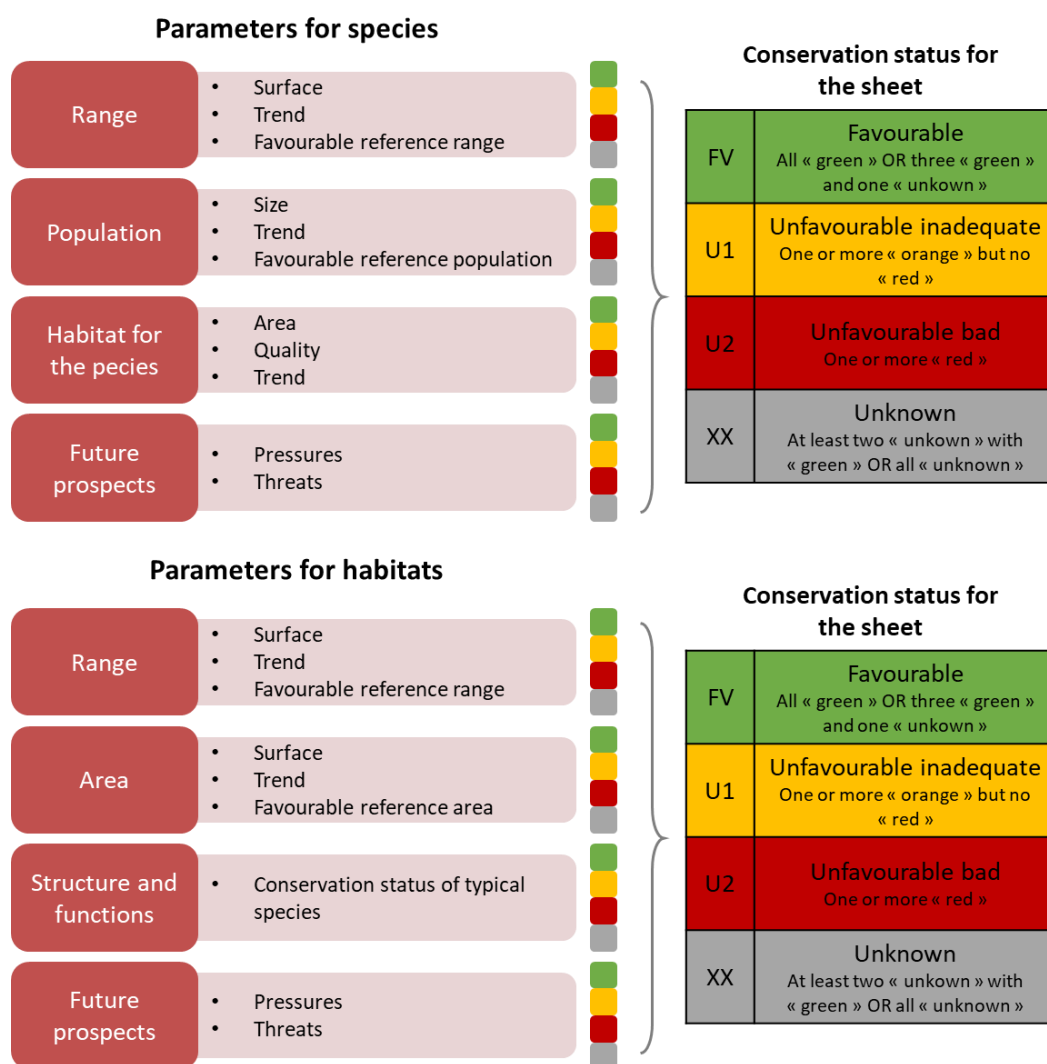 Parameters for species
Range
• Surface
• Trend
• Favourable reference range
Population
• Size
• Trend
• Favourable reference population
Habitat for
the pecies
• Area
• Quality
• Trend
Future
prospects
• Pressures
• Threats
Conservation status for
the sheet
FV
Favourable
All « green » OR three « green »
and one « unkown »
U1
Unfavourable inadequate
One or more « orange » but no
« red »
U2
Unfavourable bad
One or more « red »
XX
Unknown
At least two « unkown » with
« green » OR all « unknown »
Parameters for habitats
Range
• Surface
• Trend
• Favourable reference range
Area
• Surface
• Trend
• Favourable reference area
Structure and
functions
• Conservation status of typical
species
Future
prospects
• Pressures
• Threats
Conservation status for
the sheet
FV
Favourable
All « green » OR three « green »
and one « unkown »
U1
Unfavourable inadequate
One or more « orange » but no
« red »
U2
Unfavourable bad
One or more « red »
XX
Unknown
At least two « unkown » with
« green » OR all « unknown »